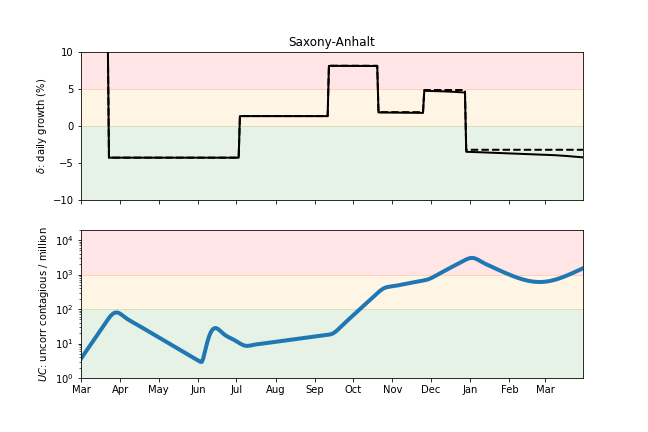 Saxony-Anhalt
δ: daily growth (%)
10
5
0
−5
−10
UC: uncorr contagious / million
10⁴
10³
10²
10¹
10⁰
Mar Apr May Jun Jul Aug Sep Oct Nov Dec Jan Feb Mar